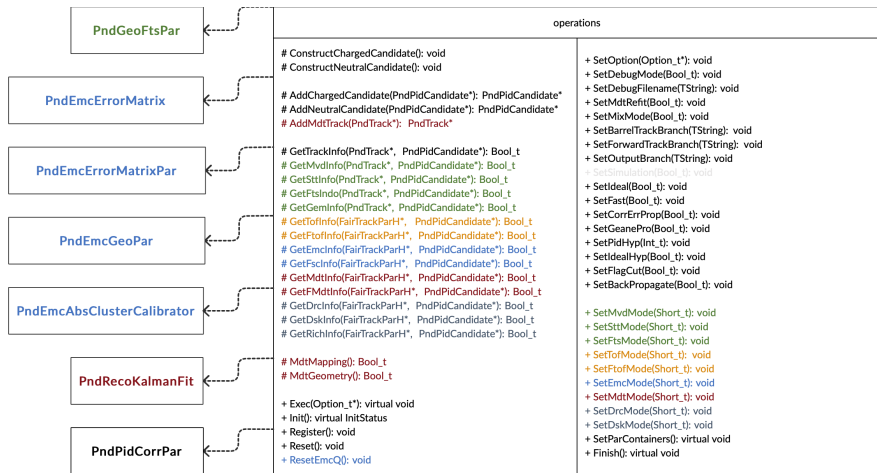 PndGeoFtsPar
PndEmcErrorMatrix
PndEmcErrorMatrixPar
PndEmcGeoPar
PndEmcAbsClusterCalibrator
PndRecoKalmanFit
PndPidCorrPar
operations
# ConstructChargedCandidate(): void
# ConstructNeutralCandidate(): void
# AddChargedCandidate(PndPidCandidate*): PndPidCandidate*
# AddNeutralCandidate(PndPidCandidate*): PndPidCandidate*
# AddMdtTrack(PndTrack*): PndTrack*
# GetTrackInfo(PndTrack*, PndPidCandidate*): Bool_t
# GetMvdInfo(PndTrack*, PndPidCandidate*): Bool_t
# GetSttInfo(PndTrack*, PndPidCandidate*): Bool_t
# GetFtsIndo(PndTrack*, PndPidCandidate*): Bool_t
# GetGemInfo(PndTrack*, PndPidCandidate*): Bool_t
# GetTofInfo(FairTrackParH*, PndPidCandidate*): Bool_t
# GetFtofInfo(FairTrackParH*, PndPidCandidate*): Bool_t
# GetEmcInfo(FairTrackParH*, PndPidCandidate*): Bool_t
# GetFscInfo(FairTrackParH*, PndPidCandidate*): Bool_t
# GetMdtInfo(FairTrackParH*, PndPidCandidate*): Bool_t
# GetFMdtInfo(FairTrackParH*, PndPidCandidate*): Bool_t
# GetDrcInfo(FairTrackParH*, PndPidCandidate*): Bool_t
# GetDskInfo(FairTrackParH*, PndPidCandidate*): Bool_t
# GetRichInfo(FairTrackParH*, PndPidCandidate*): Bool_t
# MdtMapping(): Bool_t
# MdtGeometry(): Bool_t
+ Exec(Option_t*): virtual void
+ Init(): virtual InitStatus
+ Register(): void
+ Reset(): void
+ ResetEmcQ(): void
+ SetOption(Option_t*): void
+ SetDebugMode(Bool_t): void
+ SetDebugFilename(TString): void
+ SetMdtRefit(Bool_t): void
+ SetMixMode(Bool_t): void
+ SetBarrelTrackBranch(TString): void
+ SetForwardTrackBranch(TString): void
+ SetOutputBranch(TString): void
+ SetSimulation(Bool_t): void
+ SetIdeal(Bool_t): void
+ SetFast(Bool_t): void
+ SetCorrErrProp(Bool_t): void
+ SetGeanePro(Bool_t): void
+ SetPidHyp(Int_t): void
+ SetIdealHyp(Bool_t): void
+ SetFlagCut(Bool_t): void
+ SetBackPropagate(Bool_t): void
+ SetMvdMode(Short_t): void
+ SetSttMode(Short_t): void
+ SetFtsMode(Short_t): void
+ SetTofMode(Short_t): void
+ SetFtofMode(Short_t): void
+ SetEmcMode(Short_t): void
+ SetMdtMode(Short_t): void
+ SetDrcMode(Short_t): void
+ SetDskMode(Short_t): void
+ SetParContainers(): virtual void
+ Finish(): virtual void